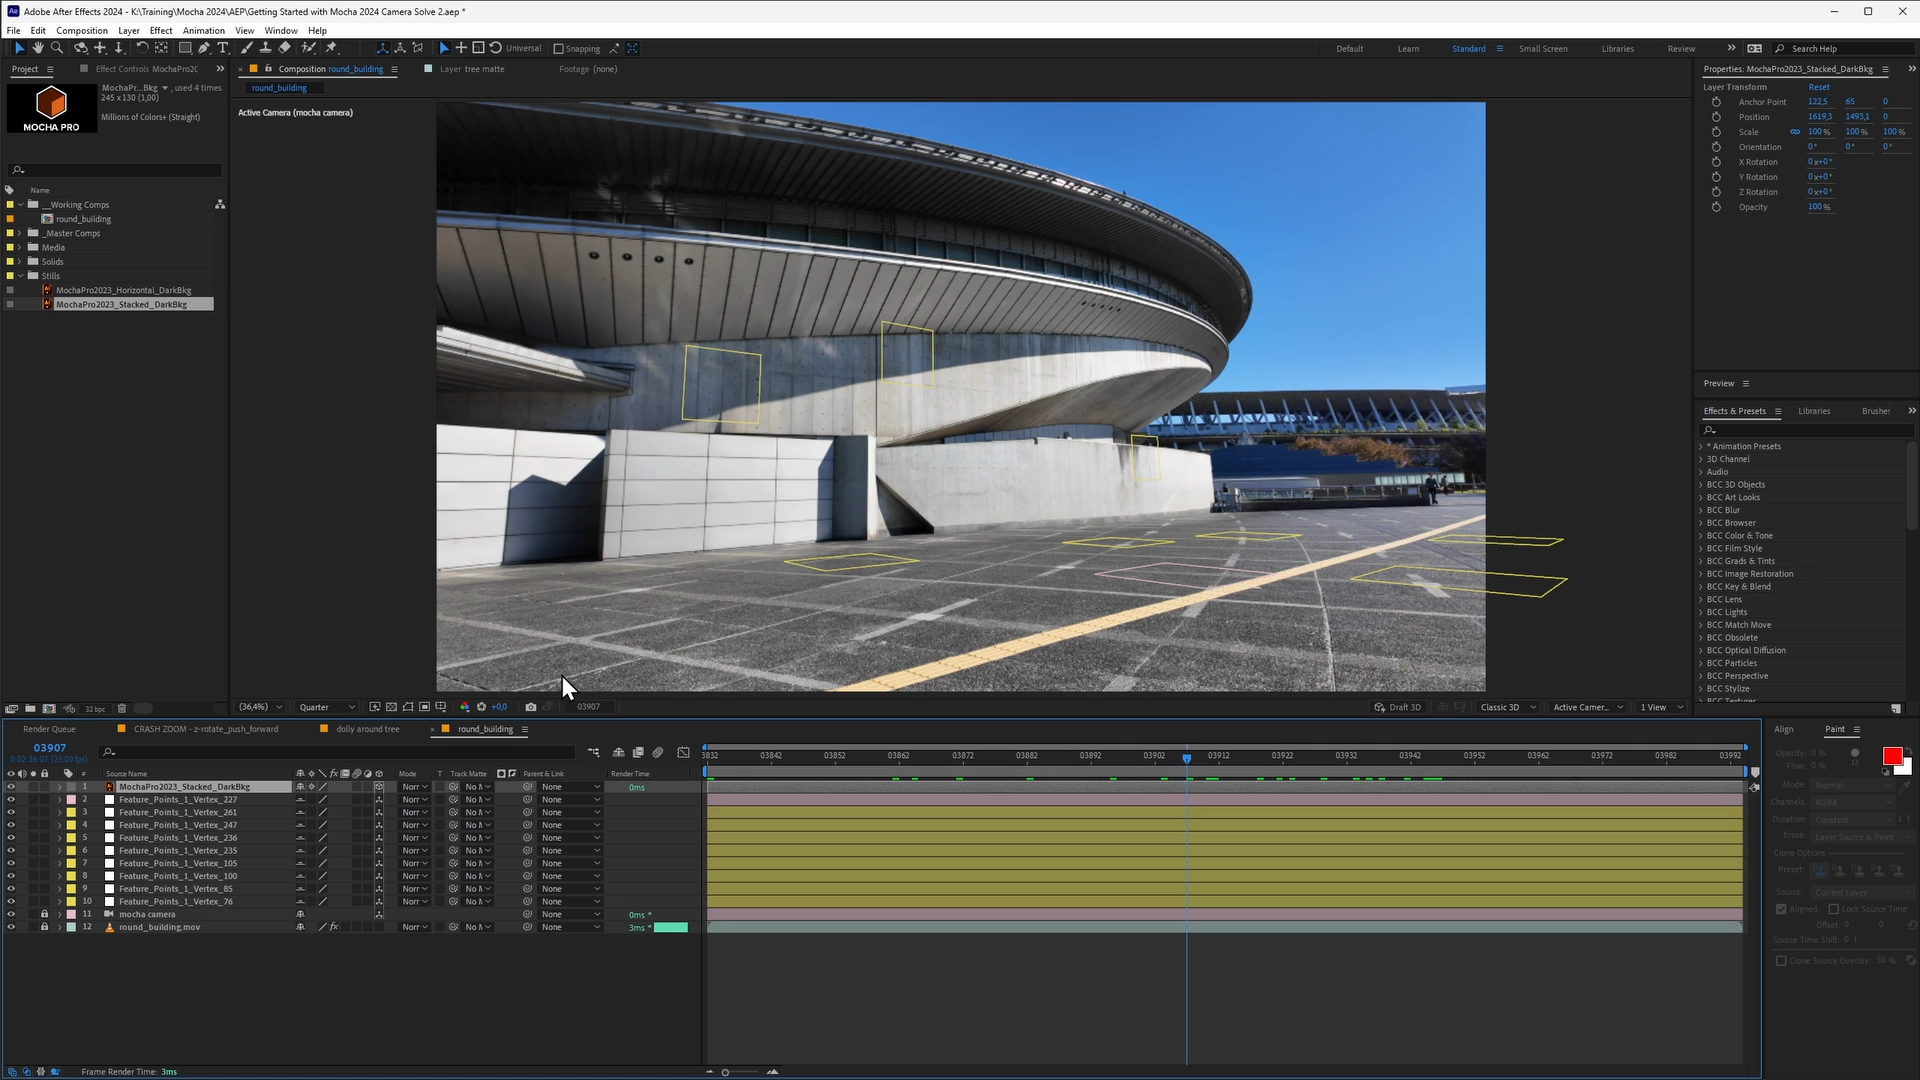 Adobe After Effects 2024 - K:\Training\Mocha 2024\AEP\Getting Started with Mocha 2024 Camera Solve 2.aep *
File Edit Composition Layer Effect Animation View Window Help
Universal Snapping Default Learn Standard Small Screen Libraries Review Search Help
Project Effect Controls MochaPro2
Composition round_building Layer tree matte Footage (none)
Properties: MochaPro2023_Stacked_DarkBkg
MochaPr...Bkg , used 4 times
245 x 130 (1,00)
Millions of Colors+ (Straight)
MOCHA PRO
round_building
Active Camera (mocha camera)
Layer Transform Reset
Anchor Point 122,5 65 0
Position 1619,3 1493,1 0
Scale 100 % 100 % 100 %
Orientation 0° 0° 0°
X Rotation 0x+0°
Y Rotation 0x+0°
Z Rotation 0x+0°
Opacity 100 %
Name
__Working Comps
round_building
_Master Comps
Media
Solids
Stills
MochaPro2023_Horizontal_DarkBkg
MochaPro2023_Stacked_DarkBkg
32 bpc
Preview
Effects & Presets Libraries Brushes
* Animation Presets
3D Channel
Audio
BCC 3D Objects
BCC Art Looks
BCC Blur
BCC Browser
BCC Color & Tone
BCC Film Style
BCC Grads & Tints
BCC Image Restoration
BCC Key & Blend
BCC Lens
BCC Lights
BCC Match Move
BCC Obsolete
BCC Optical Diffusion
BCC Particles
BCC Perspective
BCC Stylize
BCC Textures
(36,4%) Quarter +0,0 03907 Draft 3D Classic 3D Active Camer... 1 View
Render Queue CRASH ZOOM - z-rotate_push_forward dolly around tree round_building
03907
0:02:36:07 (25.00 fps)
# Source Name Mode T Track Matte Parent & Link Render Time
3832 03842 03852 03862 03872 03882 03892 03902 03912 03922 03932 03942 03952 03962 03972 03982 03992
1 MochaPro2023_Stacked_DarkBkg Norr No M None 0ms
2 Feature_Points_1_Vertex_227 Norr No M None
3 Feature_Points_1_Vertex_261 Norr No M None
4 Feature_Points_1_Vertex_247 Norr No M None
5 Feature_Points_1_Vertex_236 Norr No M None
6 Feature_Points_1_Vertex_235 Norr No M None
7 Feature_Points_1_Vertex_105 Norr No M None
8 Feature_Points_1_Vertex_100 Norr No M None
9 Feature_Points_1_Vertex_85 Norr No M None
10 Feature_Points_1_Vertex_76 Norr No M None
11 mocha camera None 0ms *
12 round_building.mov fx Norr No M None 3ms *
Frame Render Time: 3ms
Align Paint
Opacity: 0 %
Flow: 0 % 13
Mode: Normal
Channels: RGBA
Duration: Constant 1 f
Erase: Layer Source & Paint
Clone Options
Preset:
Source: Current Layer
Aligned Lock Source Time
Offset: 0 , 0
Source Time Shift: 0 f
Clone Source Overlay: 50 %